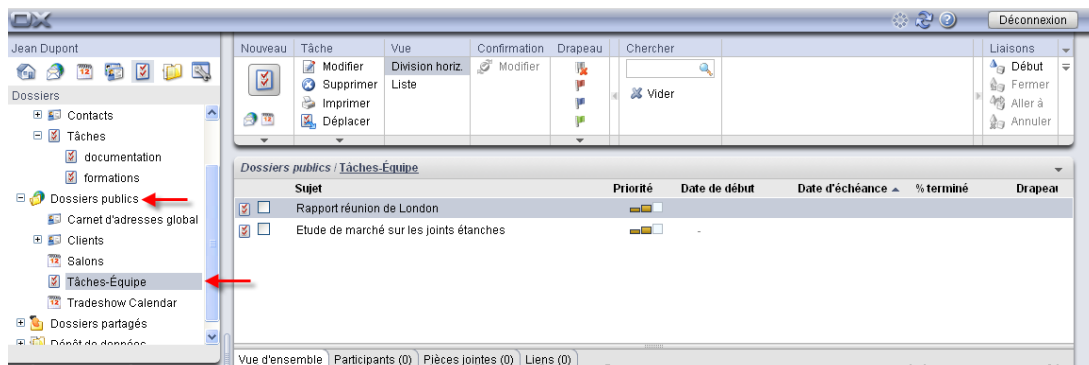 OX
Déconnexion
Jean Dupont
Dossiers
Contacts
Tâches
documentation
formations
Dossiers publics
Carnet d'adresses global
Clients
Salons
Tâches-Équipe
Tradeshow Calendar
Dossiers partagés
Dépôt de données
Nouveau Tâche Vue Confirmation Drapeau Chercher Liaisons
Modifier Division horiz. Modifier Début
Supprimer Liste Fermer
Imprimer Vider Aller à
Déplacer Annuler
Dossiers publics / Tâches-Équipe
Sujet Priorité Date de début Date d'échéance % terminé Drapeau
Rapport réunion de London
Etude de marché sur les joints étanches -
Vue d'ensemble Participants (0) Pièces jointes (0) Liens (0)